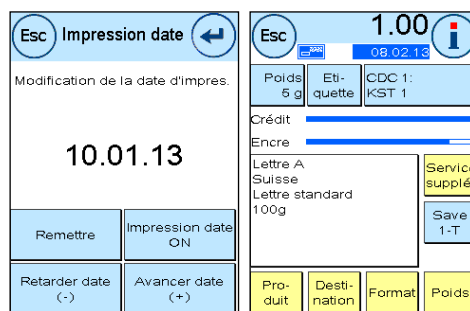 Esc Impression date
Modification de la date d'impres.
10.01.13
Remettre
Impression date
ON
Retarder date
(-)
Avancer date
(+)
Esc
1.00
i
08.02.13
Poids
5 g
Eti-
quette
CDC 1:
KST 1
Crédit
Encre
Lettre A
Suisse
Lettre standard
100g
Service
supplé
Save
1-T
Pro-
duit
Desti-
nation
Format
Poids